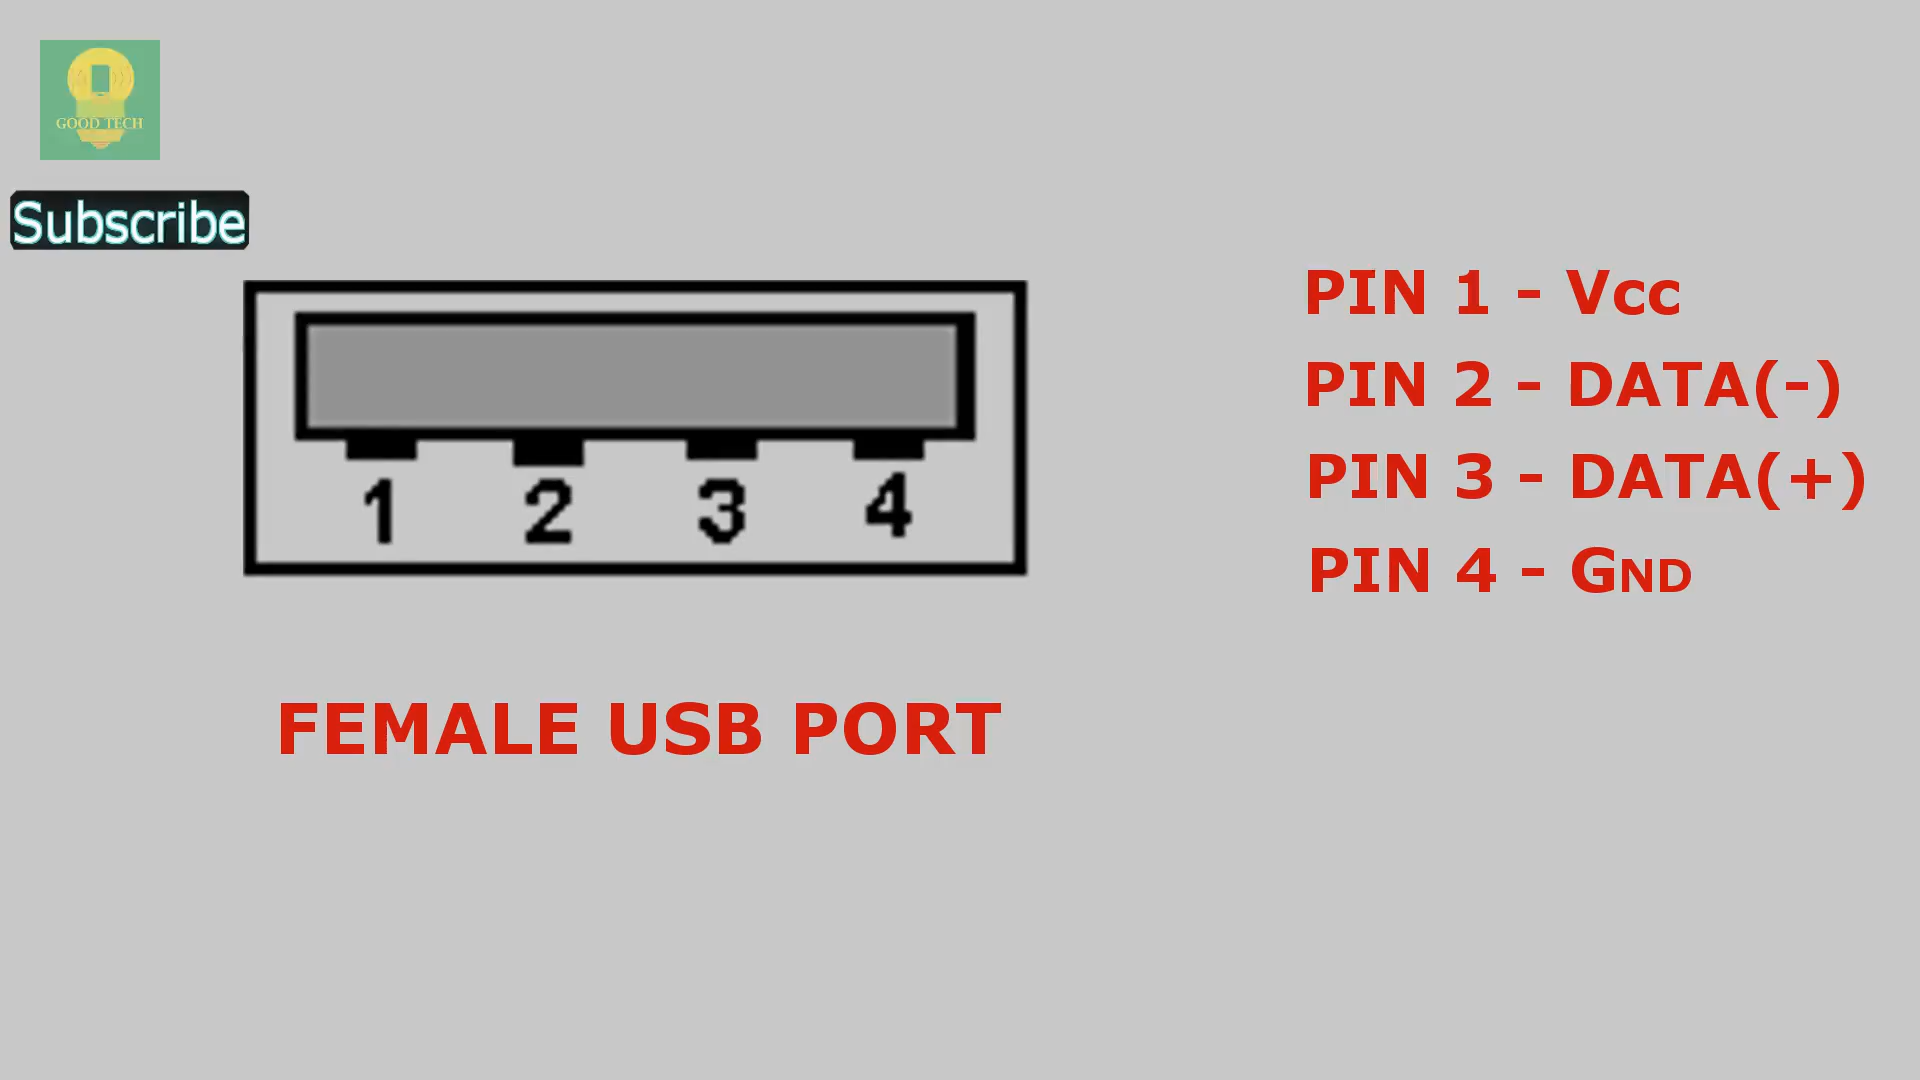 GOOD TECH
Subscribe
PIN 1 - Vcc
PIN 2 - DATA(-)
PIN 3 - DATA(+)
PIN 4 - GND
1 2 3 4
FEMALE USB PORT